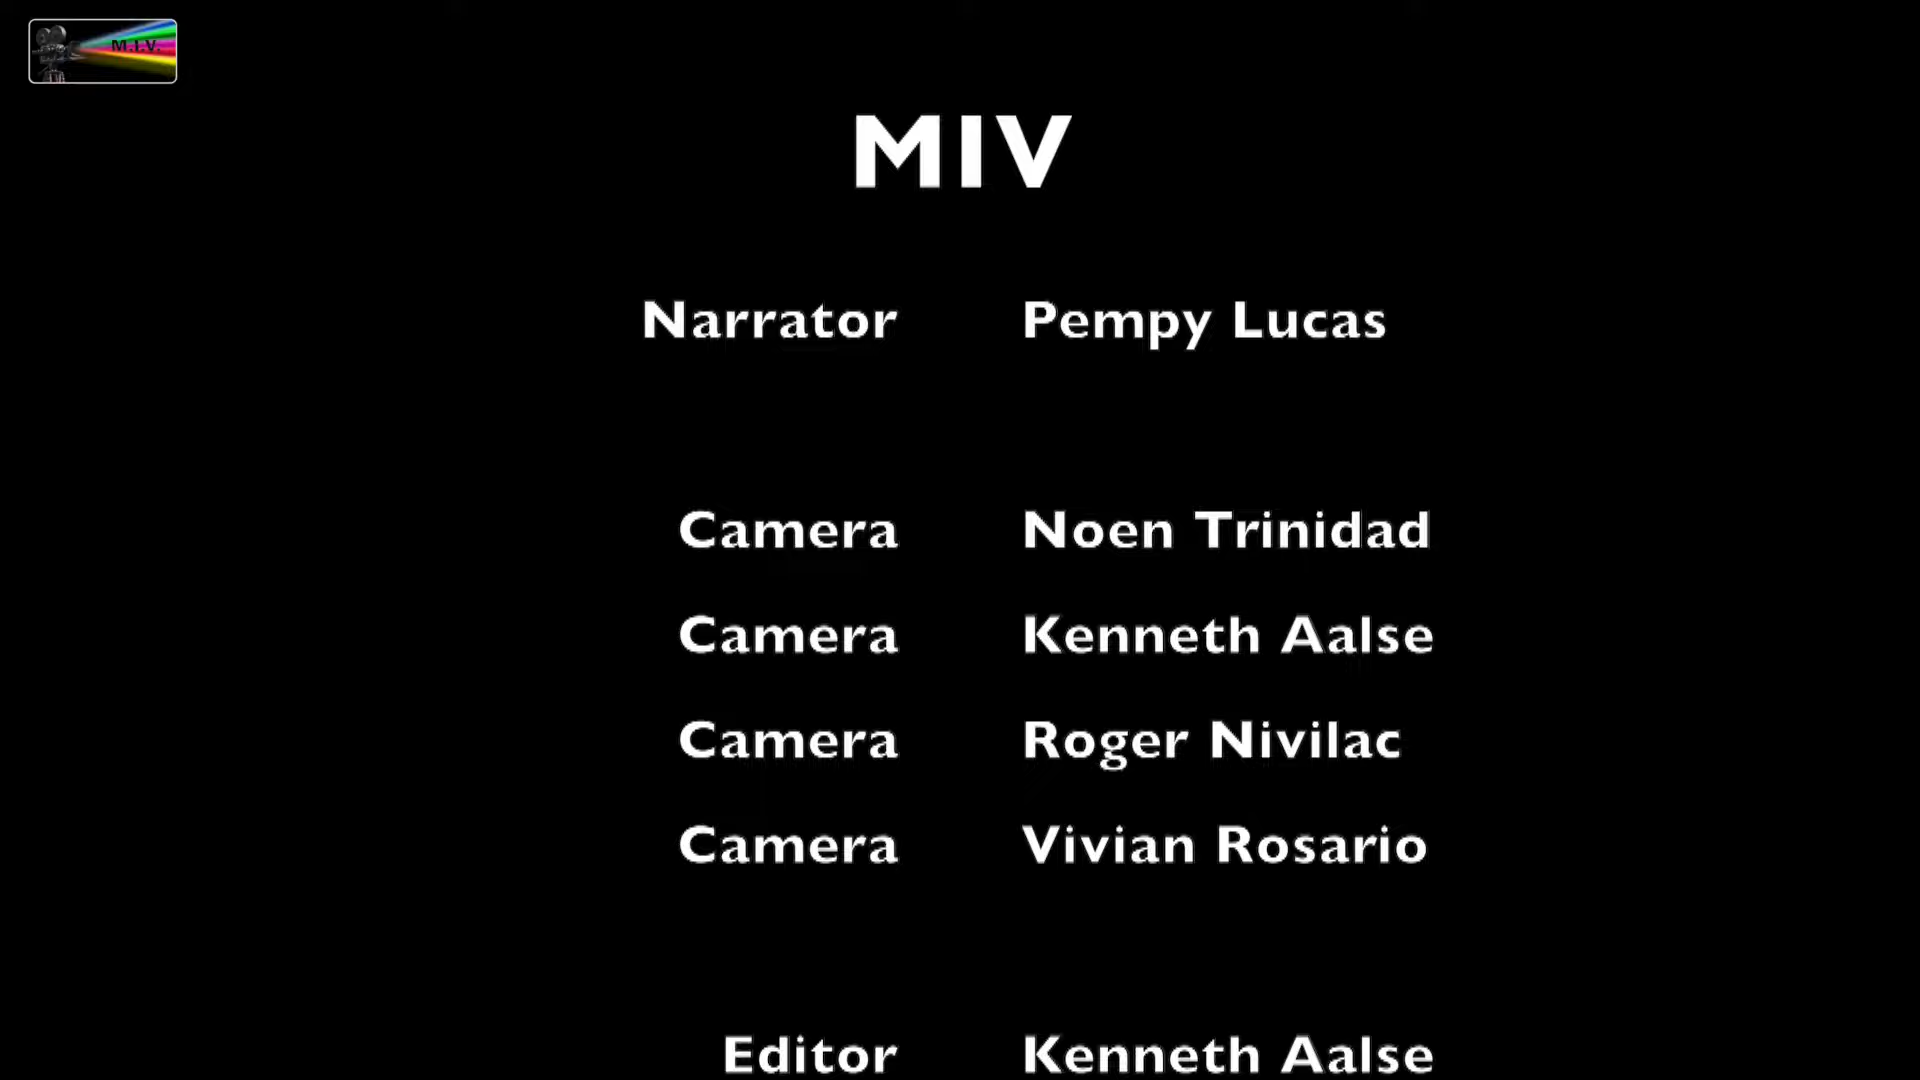 M.I.V.
MIV
Narrator Pempy Lucas
Camera Noen Trinidad
Camera Kenneth Aalse
Camera Roger Nivilac
Camera Vivian Rosario
Editor Kenneth Aalse